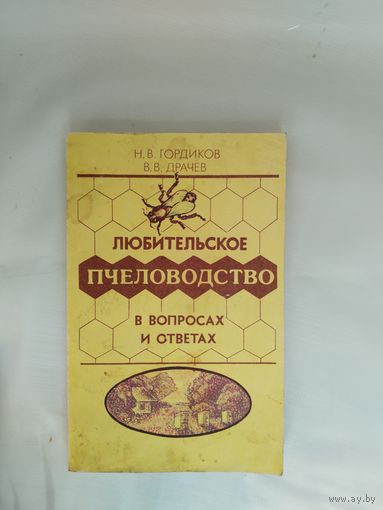 Н. В. ГОРДИКОВ
В. В. ДРАЧЕВ
ЛЮБИТЕЛЬСКОЕ
ПЧЕЛОВОДСТВО
В ВОПРОСАХ
И ОТВЕТАХ
www.ay.by